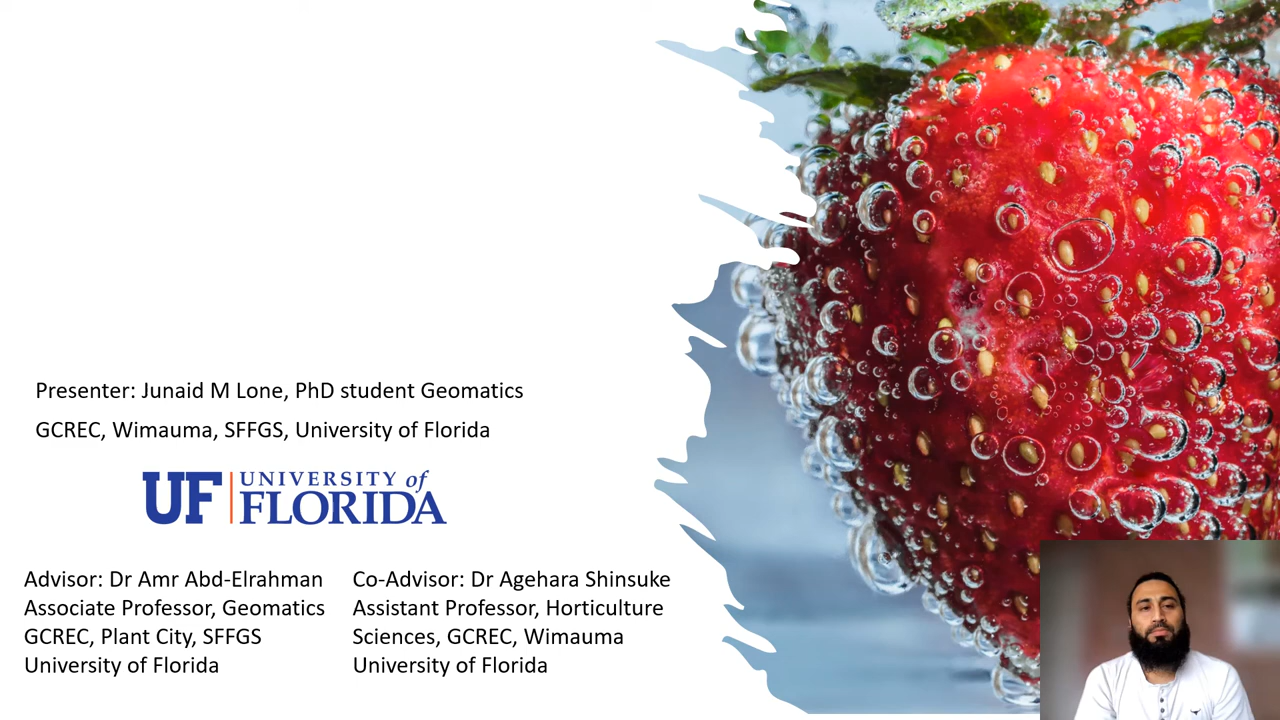 Presenter: Junaid M Lone, PhD student Geomatics
GCREC, Wimauma, SFFGS, University of Florida
UF UNIVERSITY of
FLORIDA
Advisor: Dr Amr Abd-Elrahman
Associate Professor, Geomatics
GCREC, Plant City, SFFGS
University of Florida
Co-Advisor: Dr Agehara Shinsuke
Assistant Professor, Horticulture
Sciences, GCREC, Wimauma
University of Florida